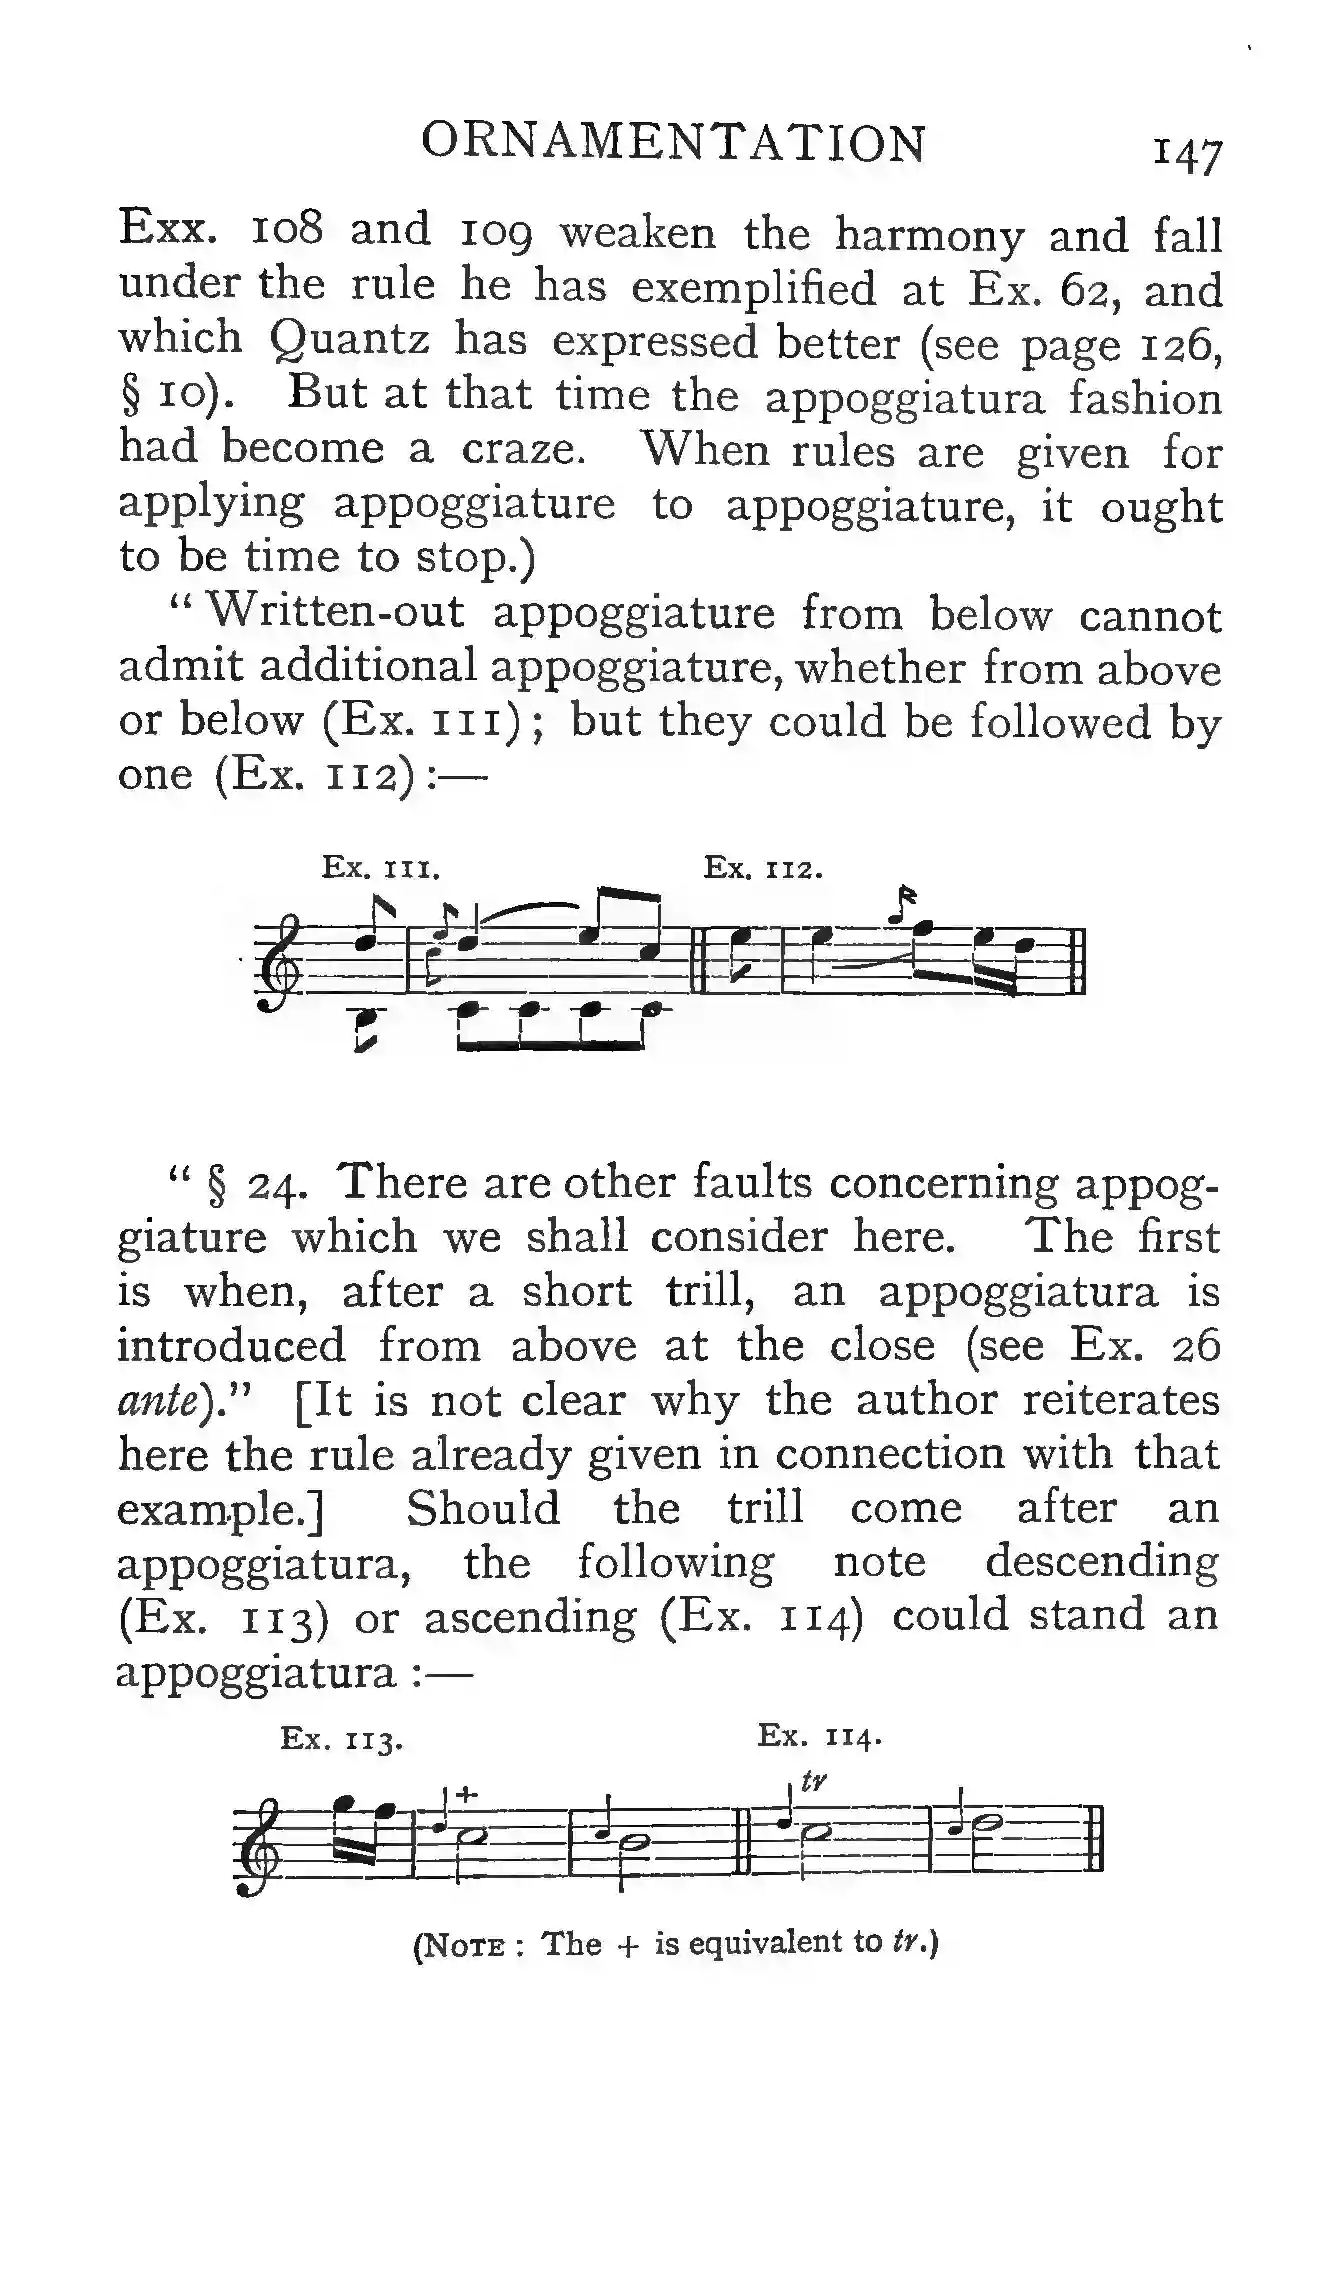 ORNAMENTATION 147
Exx. 108 and 109 weaken the harmony and fall
under the rule he has exemplified at Ex. 62, and
which Quantz has expressed better (see page 126,
§ 10). But at that time the appoggiatura fashion
had become a craze. When rules are given for
applying appoggiature to appoggiature, it ought
to be time to stop.)
“ Written-out appoggiature from below cannot
admit additional appoggiature, whether from above
or below (Ex. 111) ; but they could be followed by
one (Ex. 112) :—
Ex. 111. Ex. 112.
“ § 24. There are other faults concerning appog-
giature which we shall consider here. The first
is when, after a short trill, an appoggiatura is
introduced from above at the close (see Ex. 26
ante).” [It is not clear why the author reiterates
here the rule already given in connection with that
example.] Should the trill come after an
appoggiatura, the following note descending
(Ex. 113) or ascending (Ex. 114) could stand an
appoggiatura :—
Ex. 113. Ex. 114.
+ tr
(NOTE : The + is equivalent to tr.)